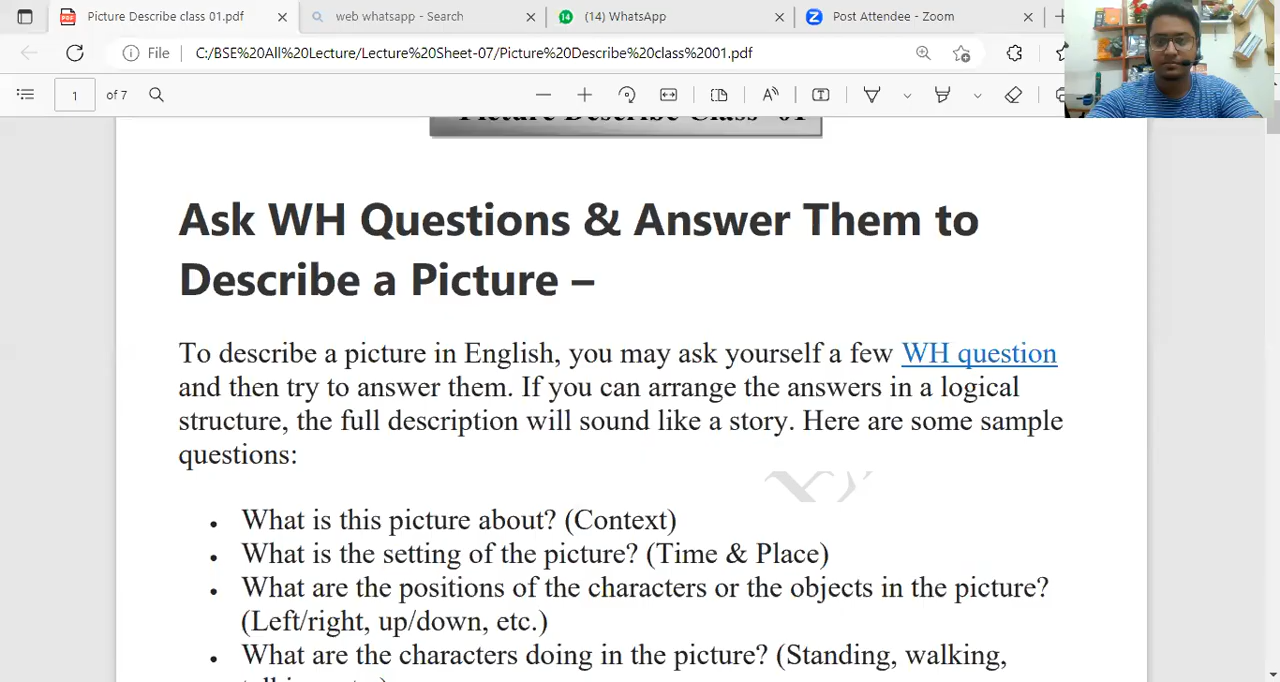 Picture Describe class 01.pdf
web whatsapp - Search
14
(14) WhatsApp
Post Attendee - Zoom
File
C:/BSE%20All%20Lecture/Lecture%20Sheet-07/Picture%20Describe%20class%2001.pdf
1
of 7
Picture Describe Class- 01
Ask WH Questions & Answer Them to
Describe a Picture –
To describe a picture in English, you may ask yourself a few WH question
and then try to answer them. If you can arrange the answers in a logical
structure, the full description will sound like a story. Here are some sample
questions:
• What is this picture about? (Context)
• What is the setting of the picture? (Time & Place)
• What are the positions of the characters or the objects in the picture?
(Left/right, up/down, etc.)
• What are the characters doing in the picture? (Standing, walking,